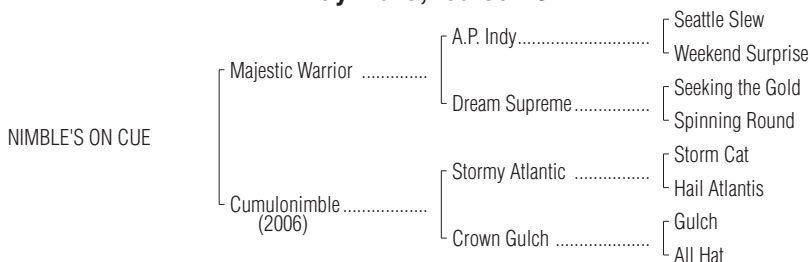 Seattle Slew
A.P. Indy
Weekend Surprise
Majestic Warrior
Seeking the Gold
Dream Supreme
Spinning Round
NIMBLE'S ON CUE
Storm Cat
Stormy Atlantic
Hail Atlantis
Cumulonimble
(2006)
Gulch
Crown Gulch
All Hat